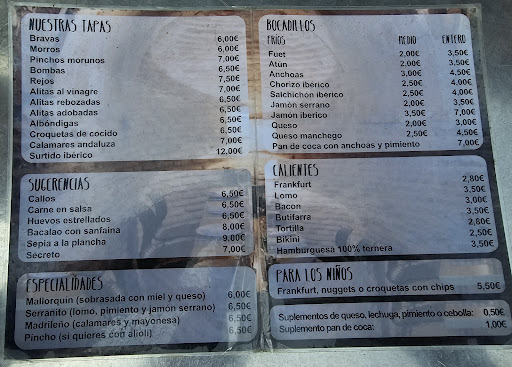 NUESTRAS TAPAS
Bravas 6,00€
Morros 6,00€
Pinchos morunos 7,00€
Bombas 6,50€
Rejos 7,50€
Alitas al vinagre 7,00€
Alitas rebozadas 6,50€
Alitas adobadas 6,50€
Albóndigas 6,50€
Croquetas de cocido 6,50€
Calamares andaluza 7,00€
Surtido ibérico 12,00€
SUGERENCIAS
Callos 6,50€
Carne en salsa 6,50€
Huevos estrellados 6,50€
Bacalao con sanfaina 8,00€
Sepia a la plancha 9,00€
Secreto 7,00€
ESPECIALIDADES
Mallorquin (sobrasada con miel y queso) 6,00€
Serranito (lomo, pimiento y jamon serrano) 6,50€
Madrileño (calamares y mayonesa) 6,50€
Pincho (si quieres con alioli) 6,50€
BOCADILLOS
FRIOS MEDIO ENTERO
Fuet 2,00€ 3,50€
Atún 2,00€ 3,50€
Anchoas 3,00€ 4,50€
Chorizo ibérico 2,50€ 4,00€
Salchichón ibérico 2,50€ 4,00€
Jamón serrano 2,00€ 3,50€
Jamón ibérico 3,50€ 7,00€
Queso 2,00€ 3,00€
Queso manchego 2,50€ 4,50€
Pan de coca con anchoas y pimiento 7,00€
CALIENTES
Frankfurt 2,80€
Lomo 3,50€
Bacon 3,00€
Butifarra 3,50€
Tortilla 2,80€
Bikini 2,50€
Hamburguesa 100% ternera 3,50€
PARA LOS NIÑOS
Frankfurt, nuggets o croquetas con chips 5,50€
Suplementos de queso, lechuga, pimiento o cebolla: 0,50€
Suplemento pan de coca: 1,00€